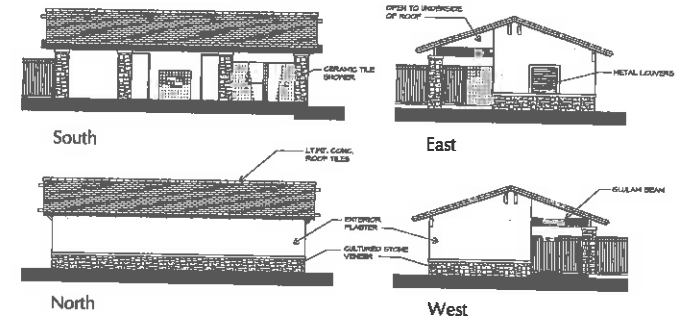 OPEN TO UNDERSIDE
OF ROOF
CERAMIC TILE
SHOWER
METAL LOUVERS
South
East
LT.WT. CONC.
ROOF TILES
GLULAM BEAM
EXTERIOR
PLASTER
CULTURED STONE
VENEER
North
West